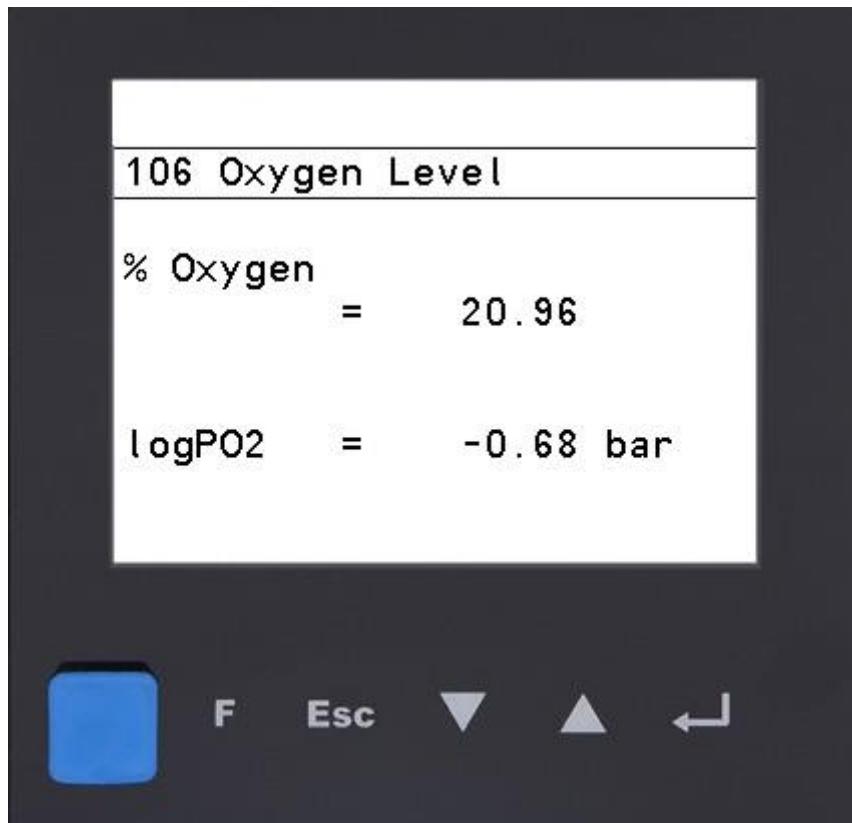 106 Oxygen Level
% Oxygen
= 20.96
logPO2 = -0.68 bar
F Esc